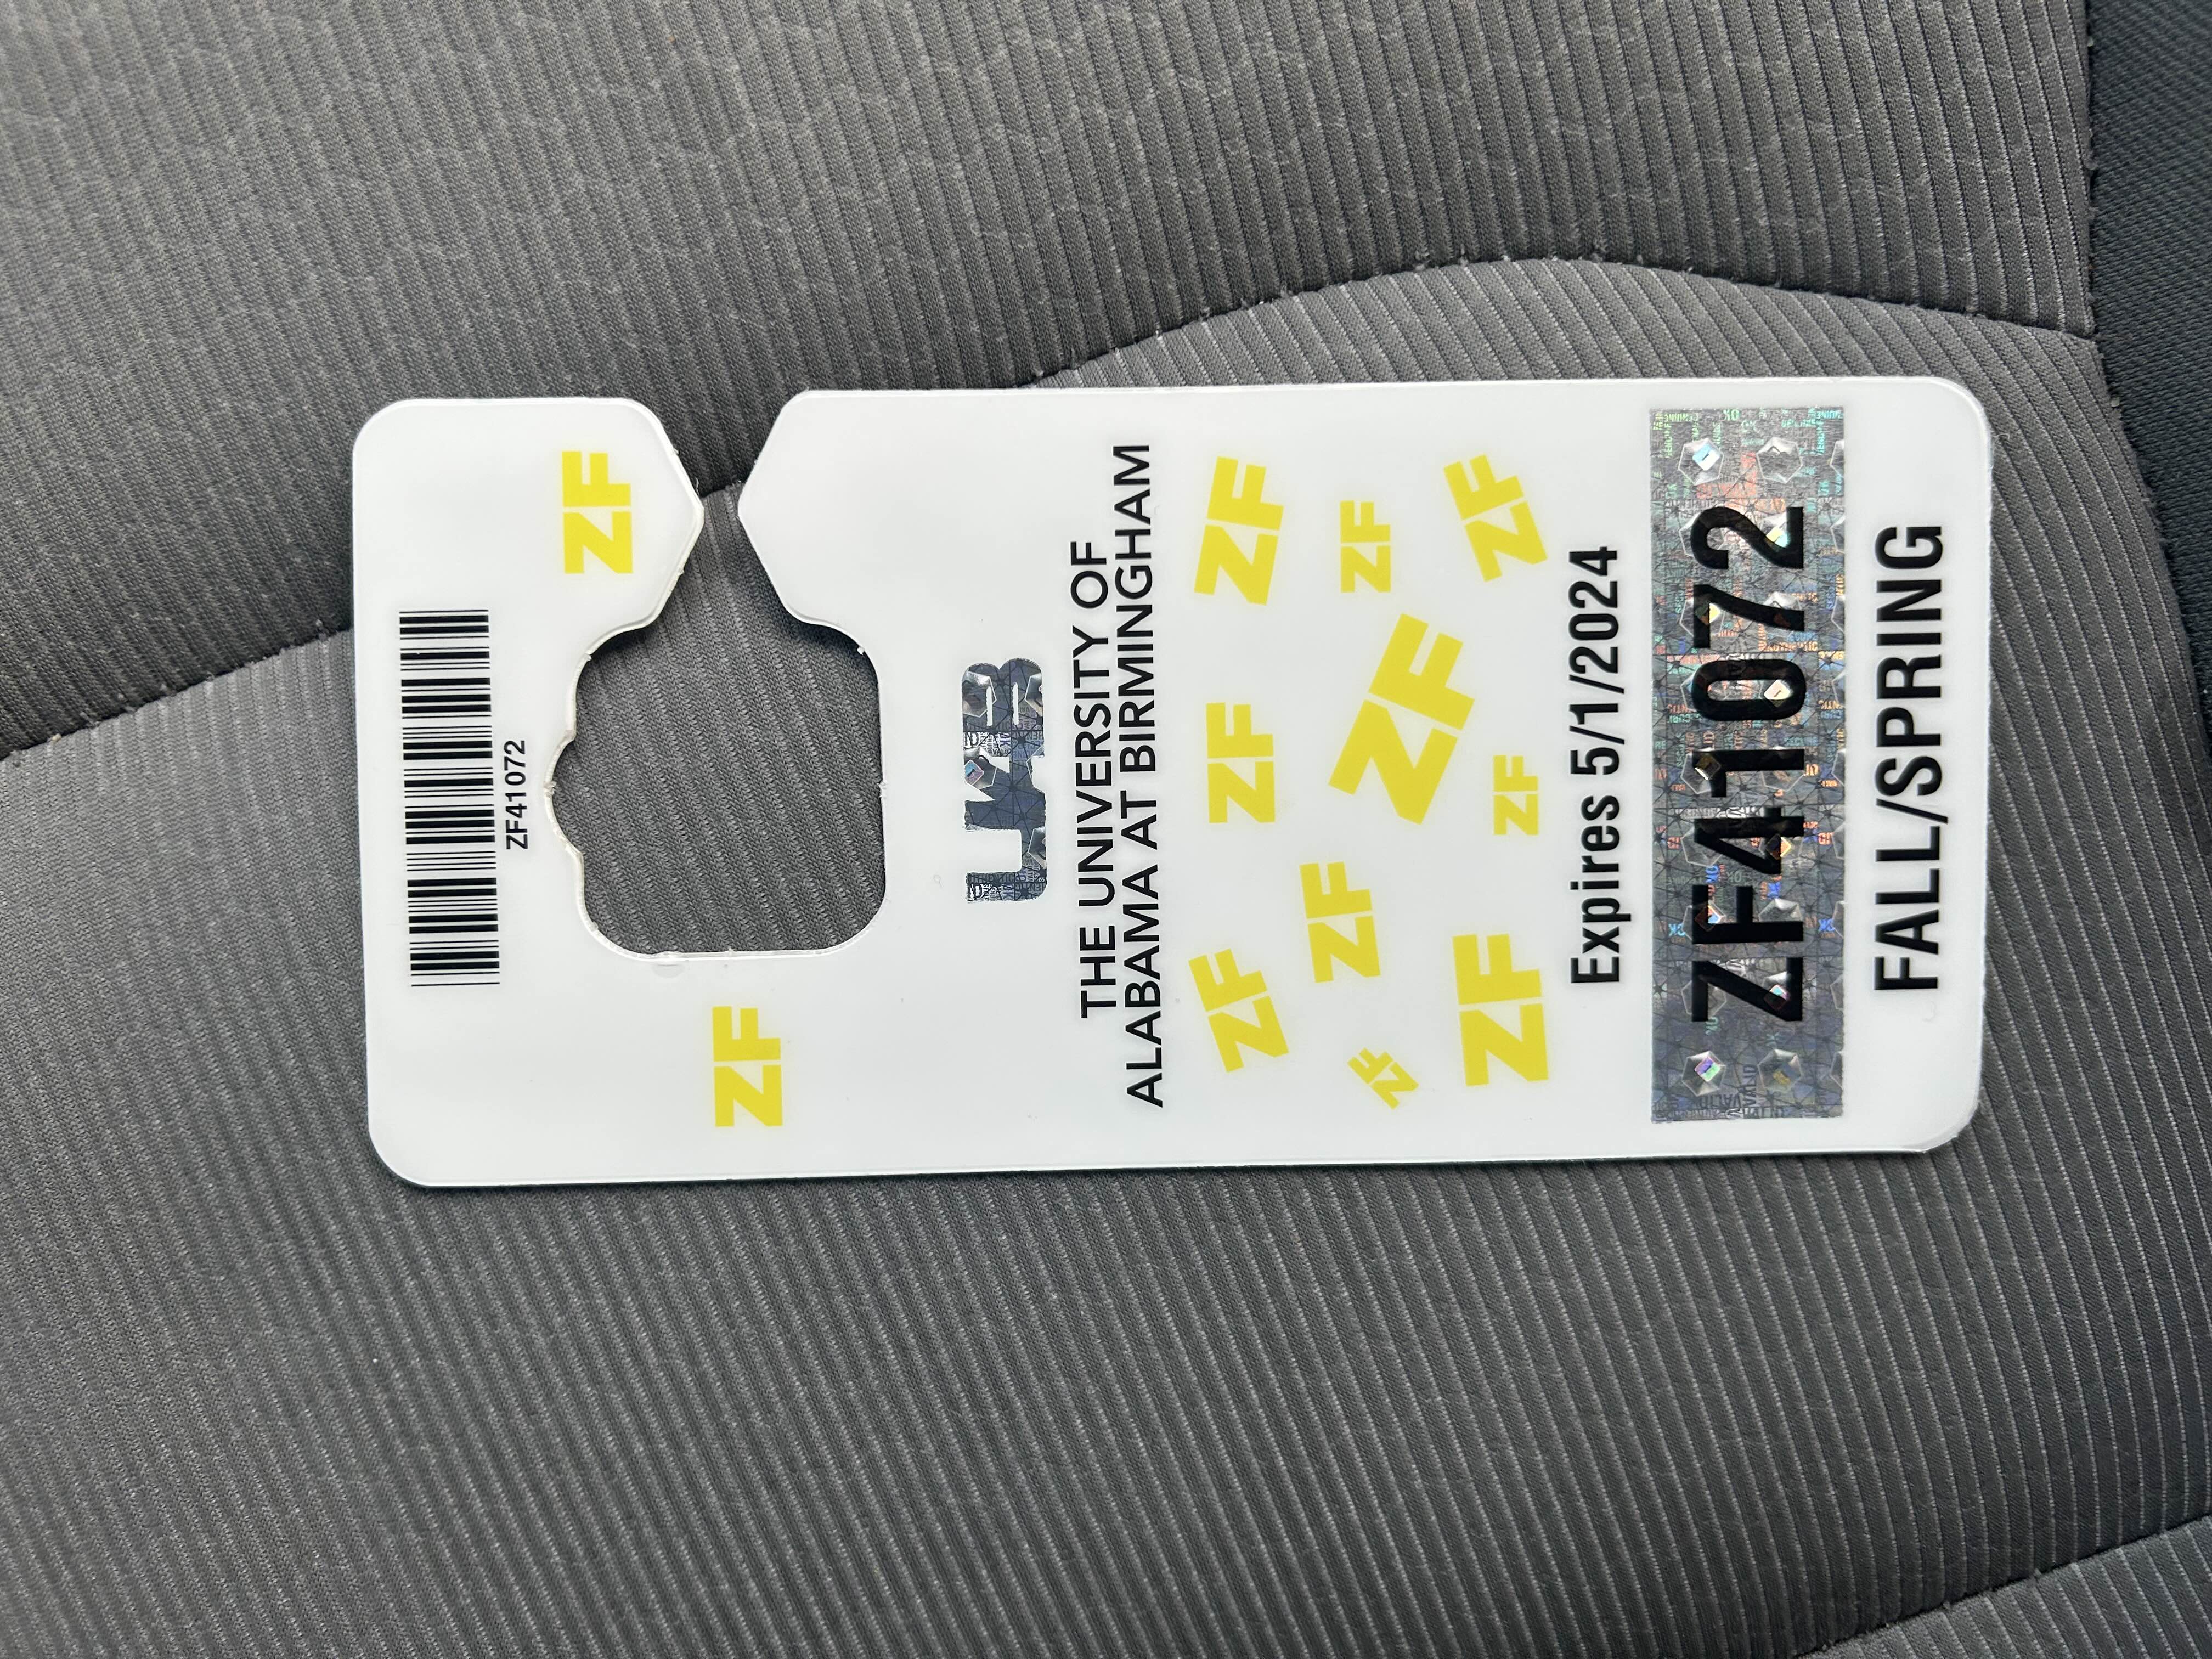 ZF41072
ZF
ZF
UAB
THE UNIVERSITY OF
ALABAMA AT BIRMINGHAM
ZF
ZF
ZF
ZF
ZF
ZF
ZF
ZF
ZF
ZF
Expires 5/1/2024
ZF41072
FALL/SPRING